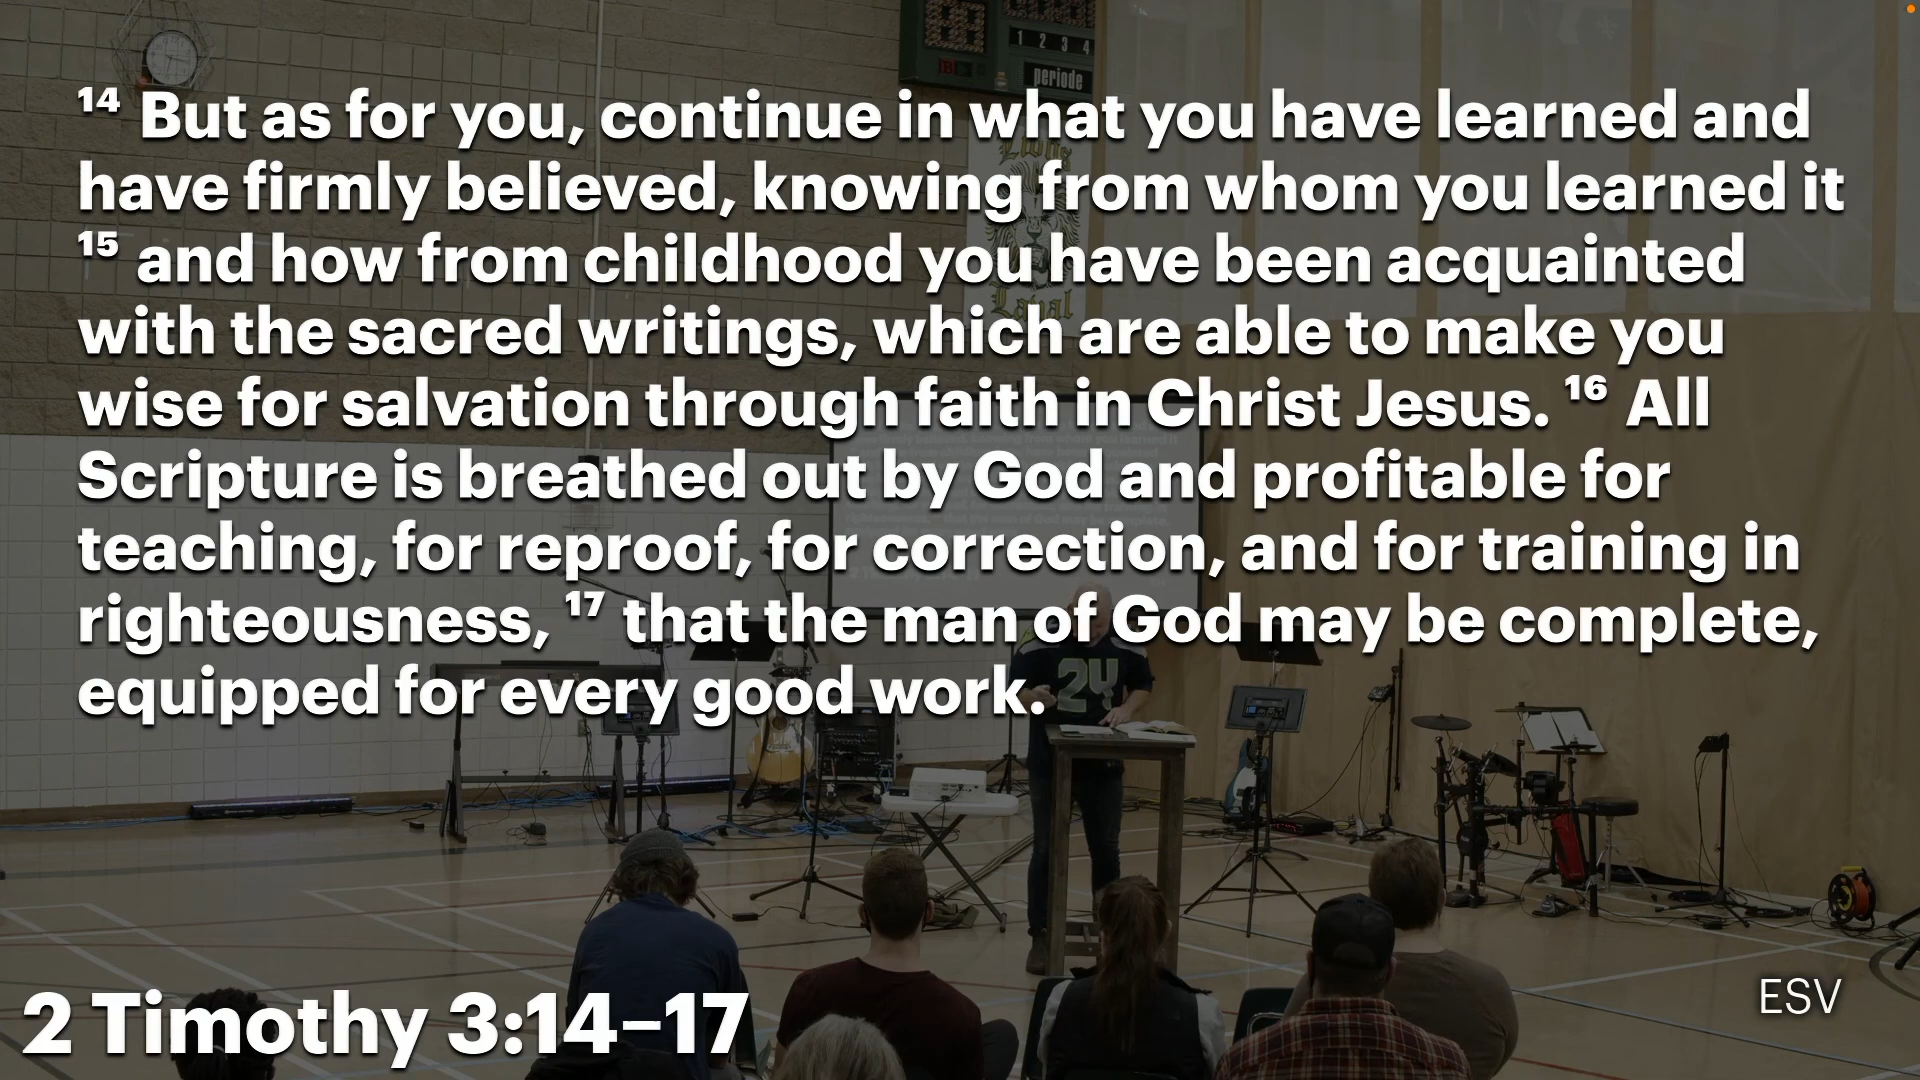 1 2 3 4
periode
¹⁴ But as for you, continue in what you have learned and
have firmly believed, knowing from whom you learned it
¹⁵ and how from childhood you have been acquainted
with the sacred writings, which are able to make you
wise for salvation through faith in Christ Jesus. ¹⁶ All
Scripture is breathed out by God and profitable for
teaching, for reproof, for correction, and for training in
righteousness, ¹⁷ that the man of God may be complete,
equipped for every good work.
Lions
Laval
24
2 Timothy 3:14–17
ESV